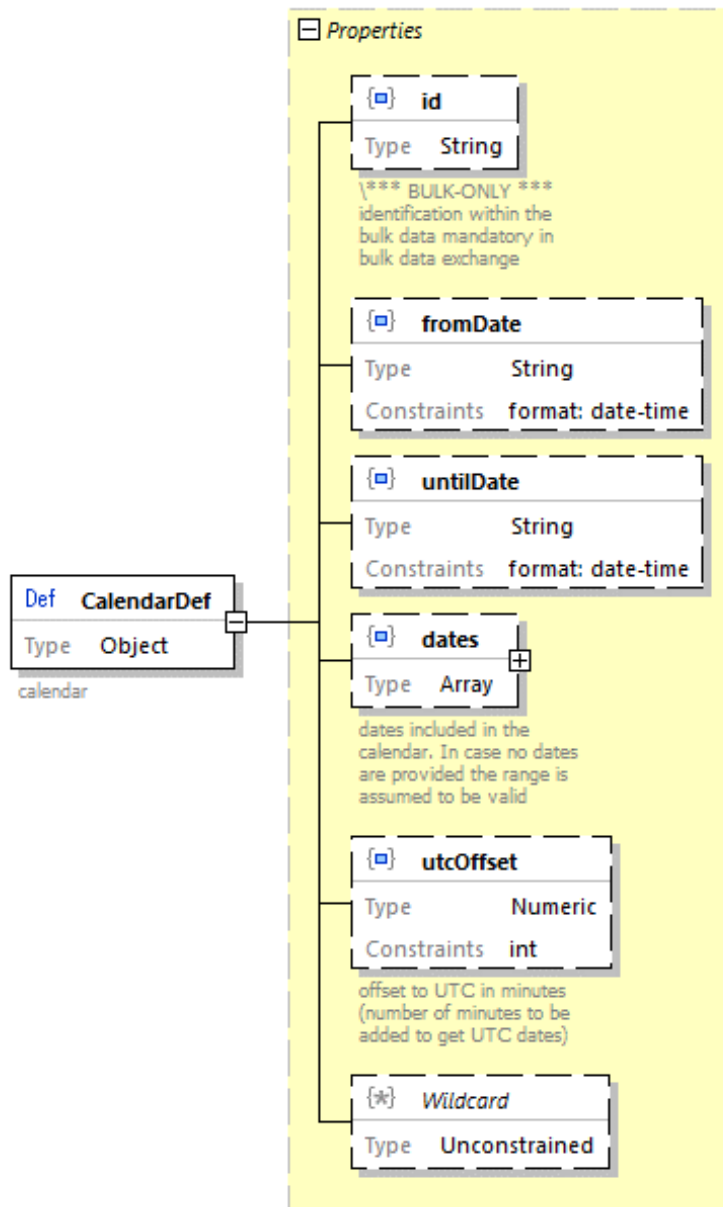 Properties
id
Type String
\*** BULK-ONLY ***
identification within the
bulk data mandatory in
bulk data exchange
fromDate
Type String
Constraints format: date-time
untilDate
Type String
Constraints format: date-time
Def CalendarDef
Type Object
calendar
dates
Type Array
dates included in the
calendar. In case no dates
are provided the range is
assumed to be valid
utcOffset
Type Numeric
Constraints int
offset to UTC in minutes
(number of minutes to be
added to get UTC dates)
{*} Wildcard
Type Unconstrained